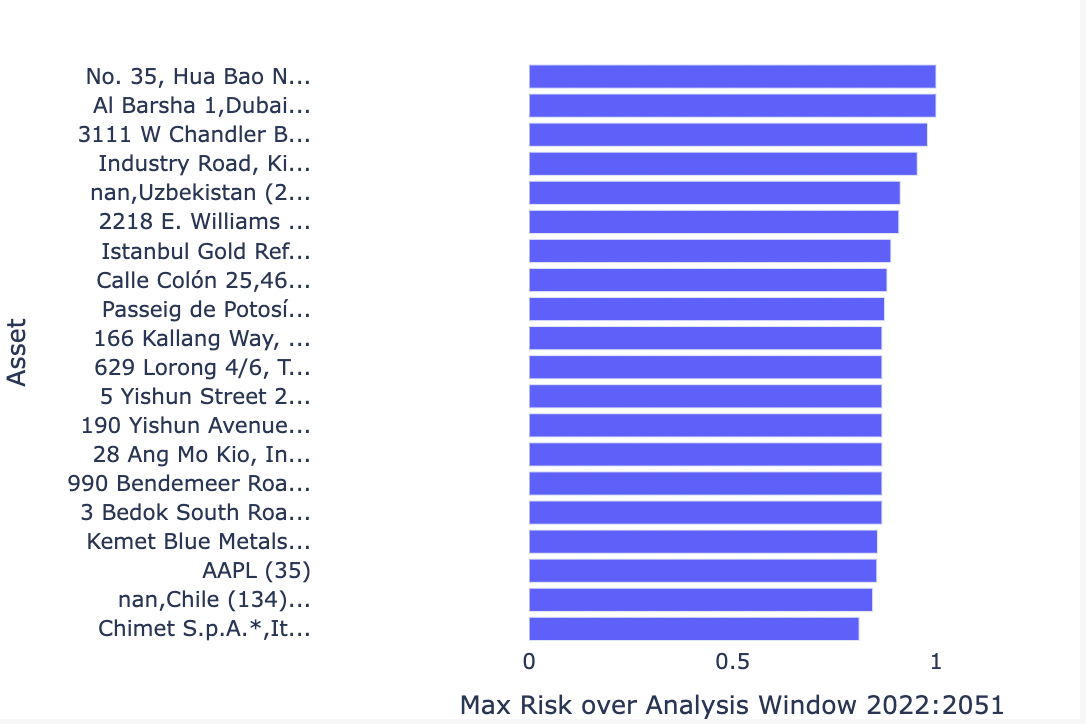 No. 35, Hua Bao N...
Al Barsha 1,Dubai...
3111 W Chandler B...
Industry Road, Ki...
nan,Uzbekistan (2...
2218 E. Williams ...
Istanbul Gold Ref...
Calle Colón 25,46...
Passeig de Potosí...
166 Kallang Way, ...
629 Lorong 4/6, T...
5 Yishun Street 2...
190 Yishun Avenue...
28 Ang Mo Kio, In...
990 Bendemeer Roa...
3 Bedok South Roa...
Kemet Blue Metals...
AAPL (35)
nan,Chile (134)...
Chimet S.p.A.*,It...
Asset
0 0.5 1
Max Risk over Analysis Window 2022:2051